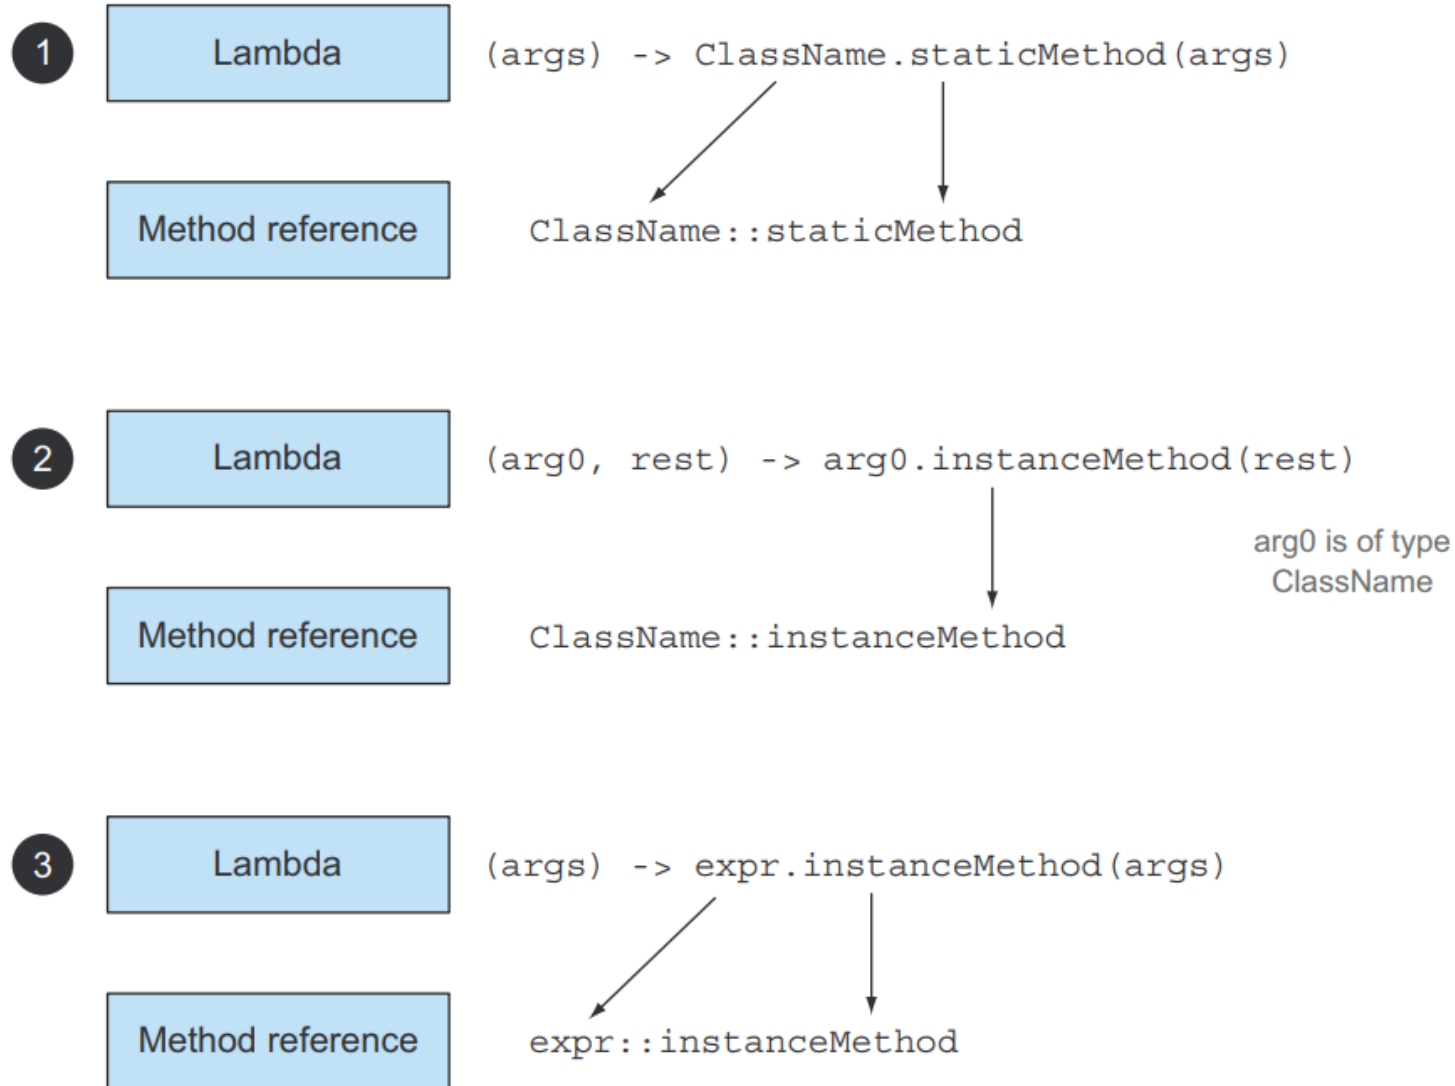 1
Lambda
(args) -> ClassName.staticMethod(args)
Method reference
ClassName::staticMethod
2
Lambda
(arg0, rest) -> arg0.instanceMethod(rest)
arg0 is of type
ClassName
Method reference
ClassName::instanceMethod
3
Lambda
(args) -> expr.instanceMethod(args)
Method reference
expr::instanceMethod